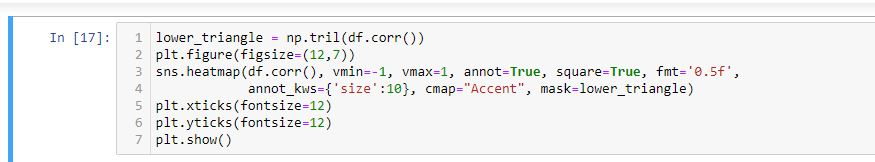 In [17]:
1 lower_triangle = np.tril(df.corr())
2 plt.figure(figsize=(12,7))
3 sns.heatmap(df.corr(), vmin=-1, vmax=1, annot=True, square=True, fmt='0.5f',
4             annot_kws={'size':10}, cmap="Accent", mask=lower_triangle)
5 plt.xticks(fontsize=12)
6 plt.yticks(fontsize=12)
7 plt.show()